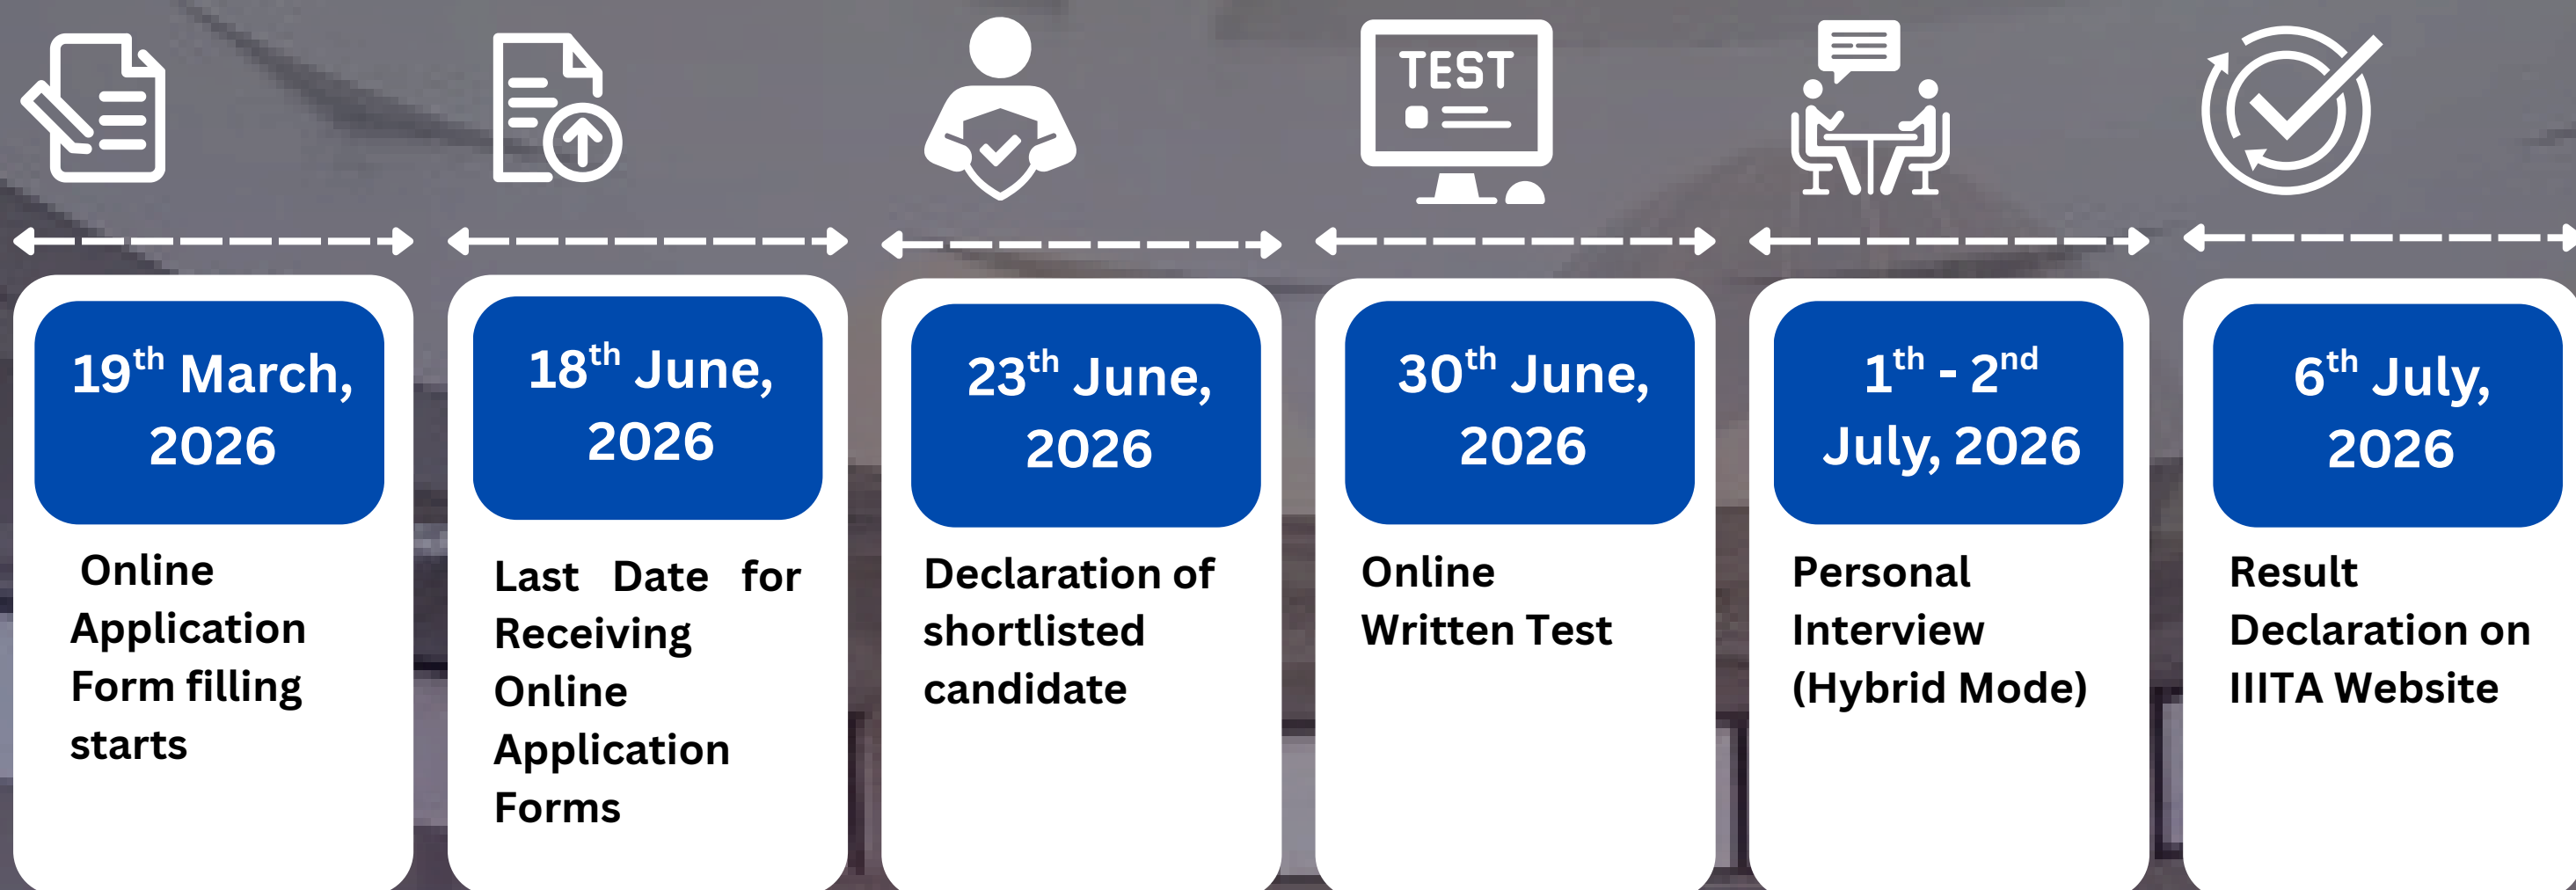 TEST
19th March,
2026
Online
Application
Form filling
starts
18th June,
2026
Last Date for
Receiving
Online
Application
Forms
23th June,
2026
Declaration of
shortlisted
candidate
30th June,
2026
Online
Written Test
1th - 2nd
July, 2026
Personal
Interview
(Hybrid Mode)
6th July,
2026
Result
Declaration on
IIITA Website